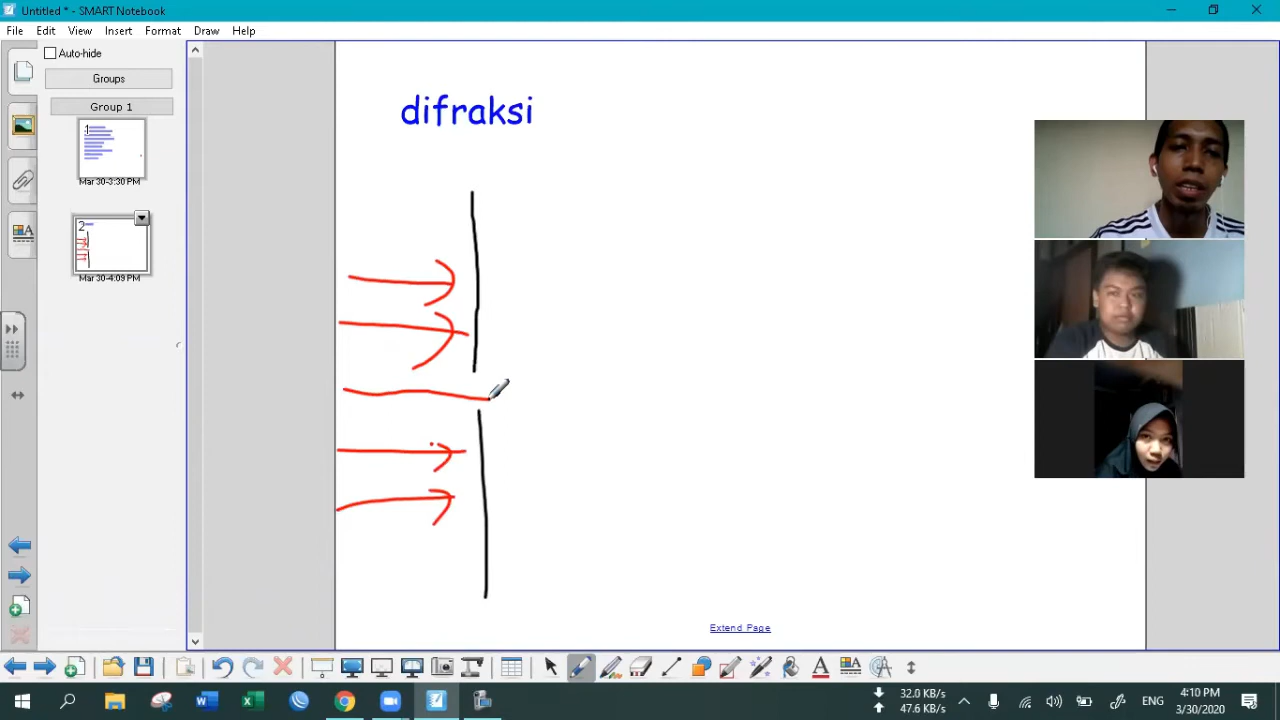 Untitled * - SMART Notebook
File Edit View Insert Format Draw Help
Auto-hide
Groups
Group 1
1
Mar 30-3:30 PM
2
Mar 30-4:09 PM
difraksi
Extend Page
32.0 KB/s
47.6 KB/s
ENG
4:10 PM
3/30/2020